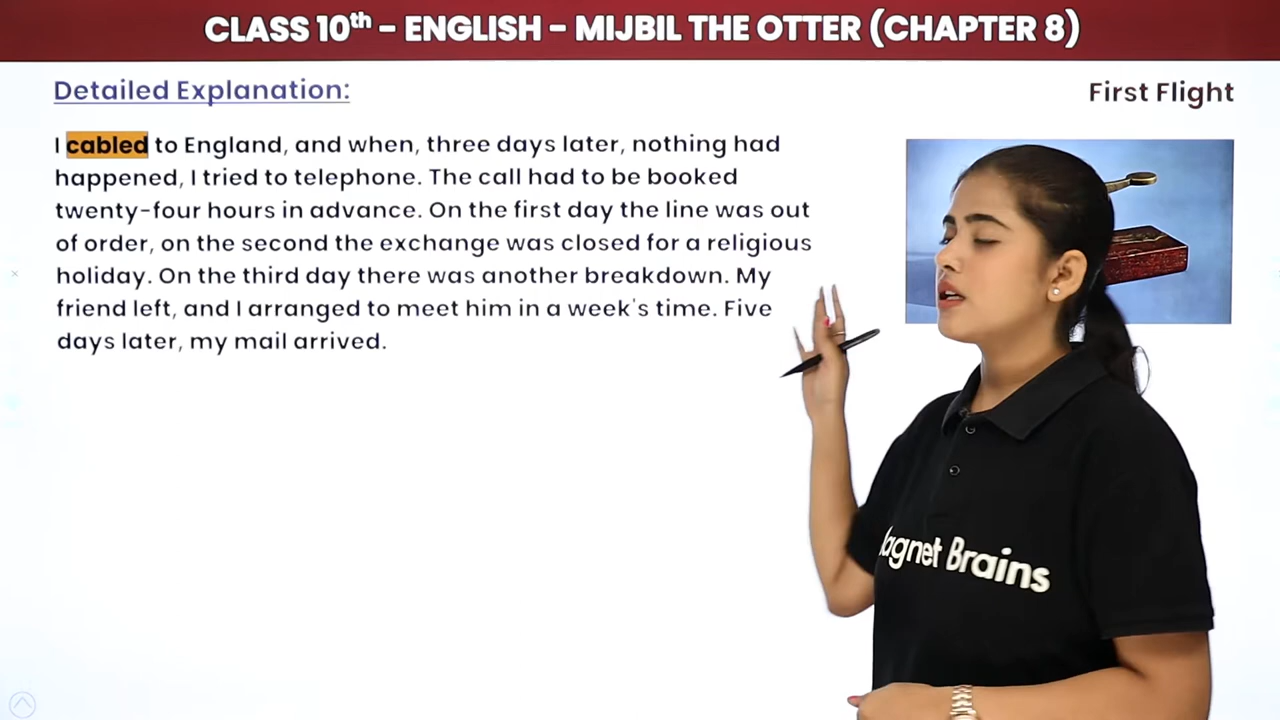 CLASS 10th - ENGLISH - MIJBIL THE OTTER (CHAPTER 8)
Detailed Explanation:
First Flight
I cabled to England, and when, three days later, nothing had
happened, I tried to telephone. The call had to be booked
twenty-four hours in advance. On the first day the line was out
of order, on the second the exchange was closed for a religious
holiday. On the third day there was another breakdown. My
friend left, and I arranged to meet him in a week's time. Five
days later, my mail arrived.
agnet Brains